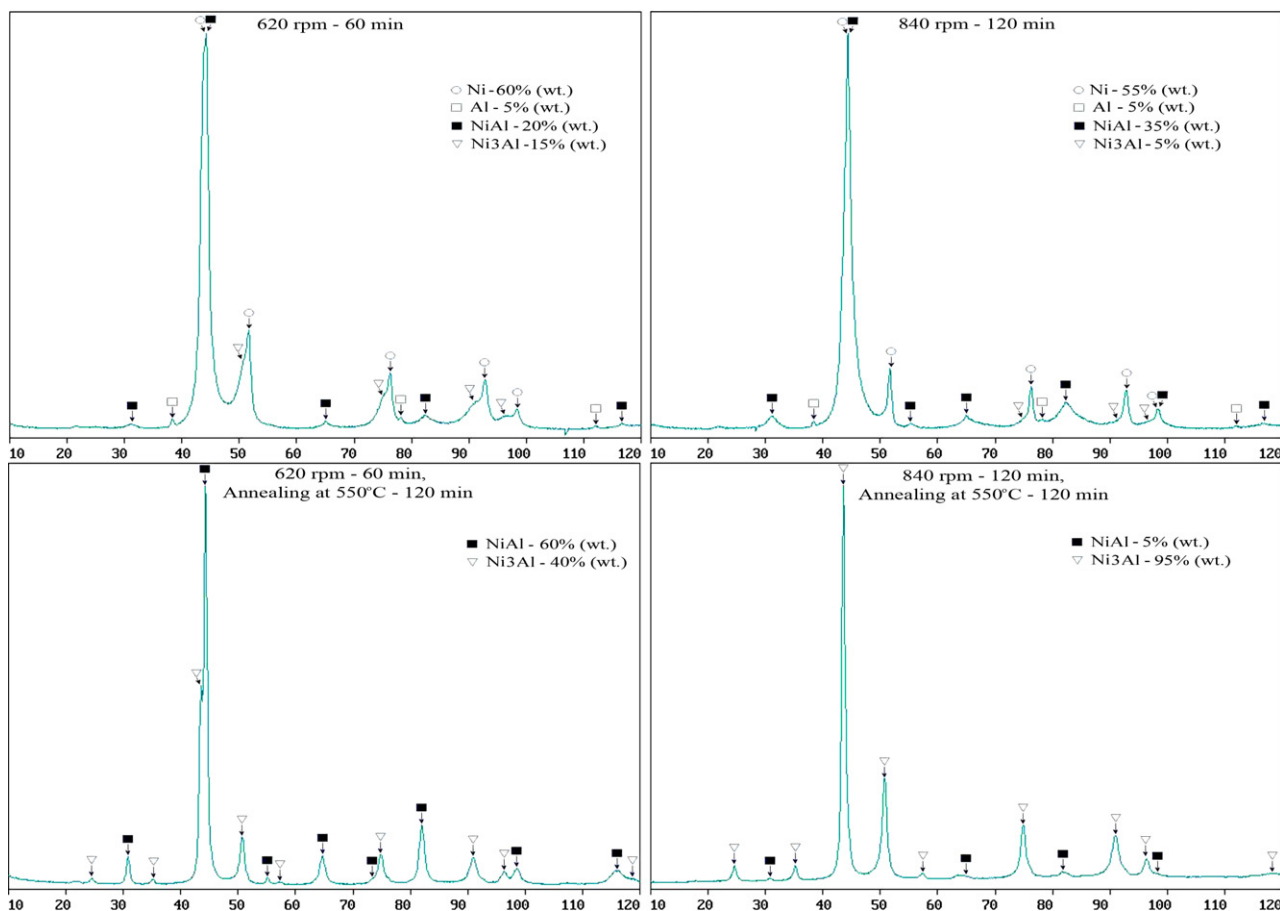 620 rpm - 60 min
Ni - 60% (wt.)
Al - 5% (wt.)
NiAl - 20% (wt.)
Ni3Al -15% (wt.)
10 20 30 40 50 60 70 80 90 100 110 120
840 rpm - 120 min
Ni - 55% (wt.)
Al - 5% (wt.)
NiAl - 35% (wt.)
Ni3Al - 5% (wt.)
10 20 30 40 50 60 70 80 90 100 110 120
620 rpm - 60 min,
Annealing at 550°C - 120 min
NiAl - 60% (wt.)
Ni3Al - 40% (wt.)
10 20 30 40 50 60 70 80 90 100 110 120
840 rpm - 120 min,
Annealing at 550°C - 120 min
NiAl - 5% (wt.)
Ni3Al - 95% (wt.)
10 20 30 40 50 60 70 80 90 100 110 120